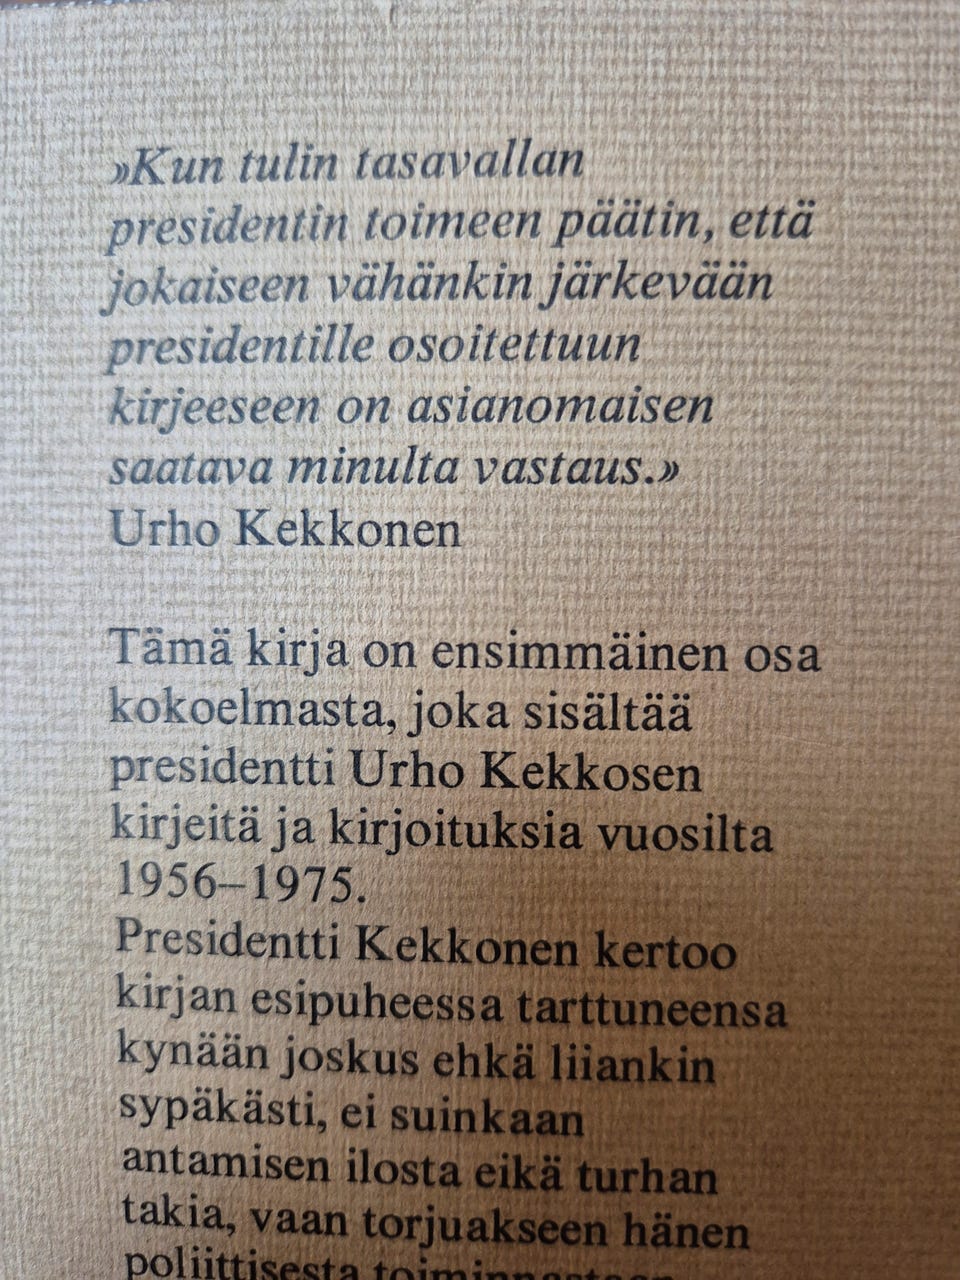 »Kun tulin tasavallan
presidentin toimeen päätin, että
jokaiseen vähänkin järkevään
presidentille osoitettuun
kirjeeseen on asianomaisen
saatava minulta vastaus.»
Urho Kekkonen
Tämä kirja on ensimmäinen osa
kokoelmasta, joka sisältää
presidentti Urho Kekkosen
kirjeitä ja kirjoituksia vuosilta
1956–1975.
Presidentti Kekkonen kertoo
kirjan esipuheessa tarttuneensa
kynään joskus ehkä liiankin
sypäkästi, ei suinkaan
antamisen ilosta eikä turhan
takia, vaan torjuakseen hänen
poliittisesta